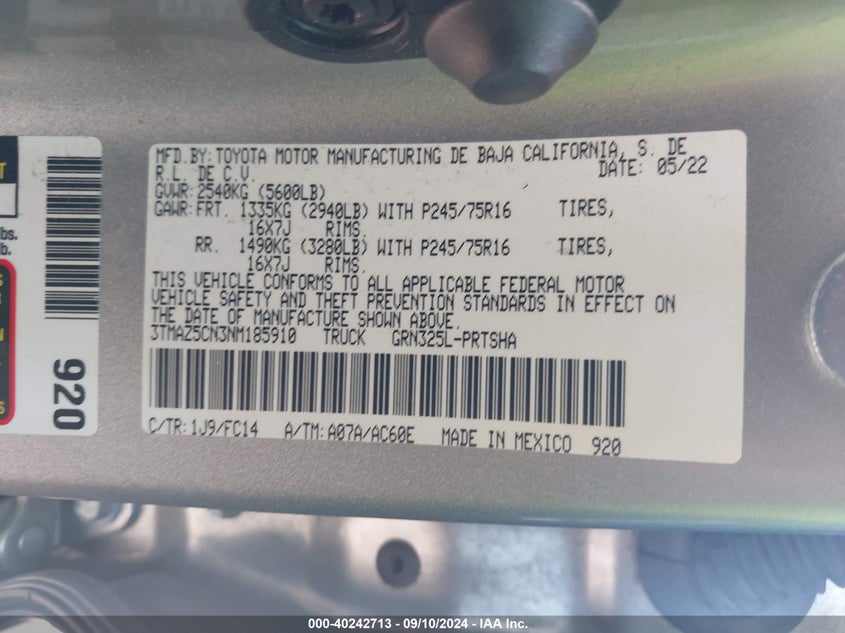 MFD.BY: TOYOTA MOTOR MANUFACTURING DE BAJA CALIFORNIA, S. DE
R.L. DE C.V. DATE: 05/22
GVWR: 2540KG (5600LB)
GAWR: FRT. 1335KG (2940LB) WITH P245/75R16 TIRES,
16X7J RIMS.
RR. 1490KG (3280LB) WITH P245/75R16 TIRES,
16X7J RIMS.
THIS VEHICLE CONFORMS TO ALL APPLICABLE FEDERAL MOTOR
VEHICLE SAFETY AND THEFT PREVENTION STANDARDS IN EFFECT ON
THE DATE OF MANUFACTURE SHOWN ABOVE.
3TMAZ5CN3NM185910 TRUCK GRN325L-PRTSHA
C/TR: 1J9/FC14 A/TM: A07A/AC60E MADE IN MEXICO 920
T
lbs.
b.
920
000-40242713 - 09/10/2024 - IAA Inc.